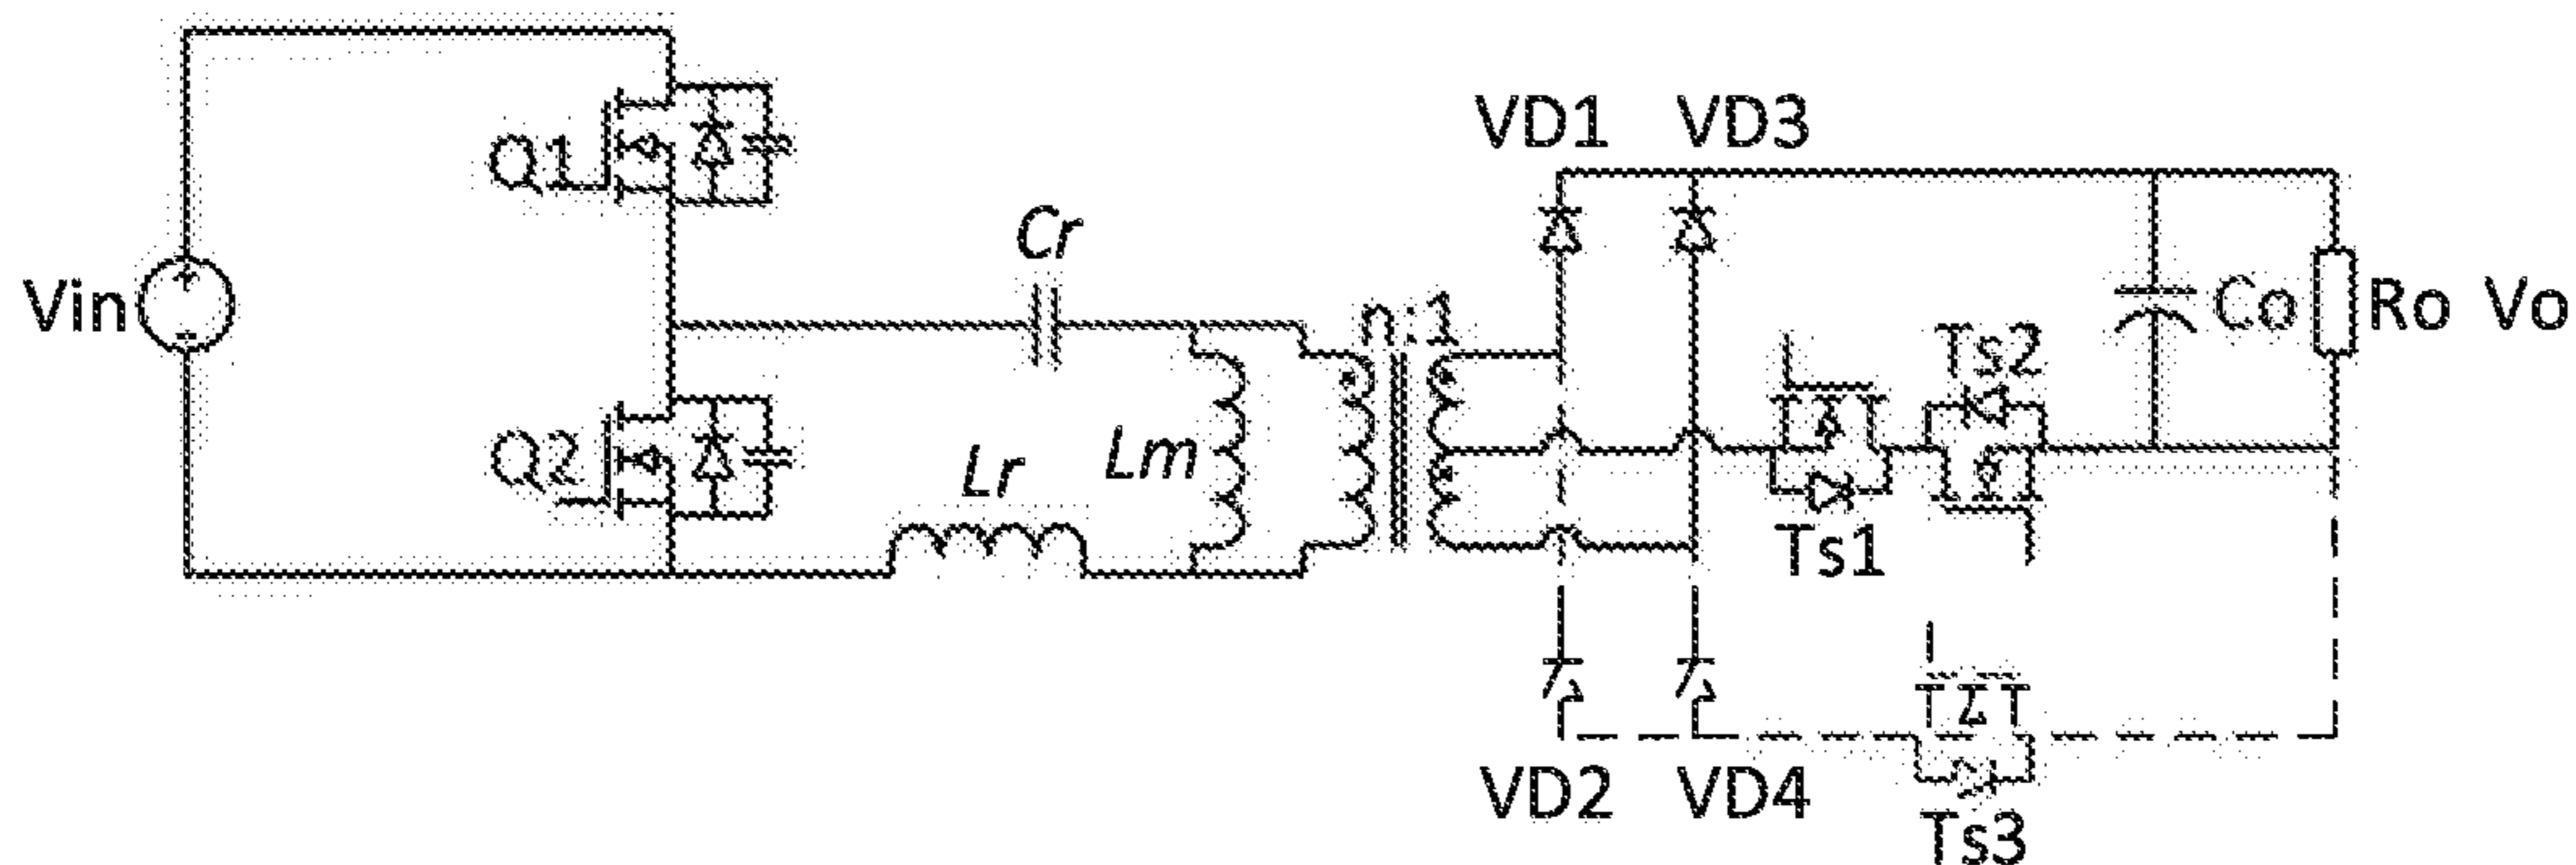 VD1 VD3
Q1
Cr
Vin
n:1
Co Ro Vo
Ts2
Q2
Lr
Lm
Ts1
VD2 VD4
Ts3